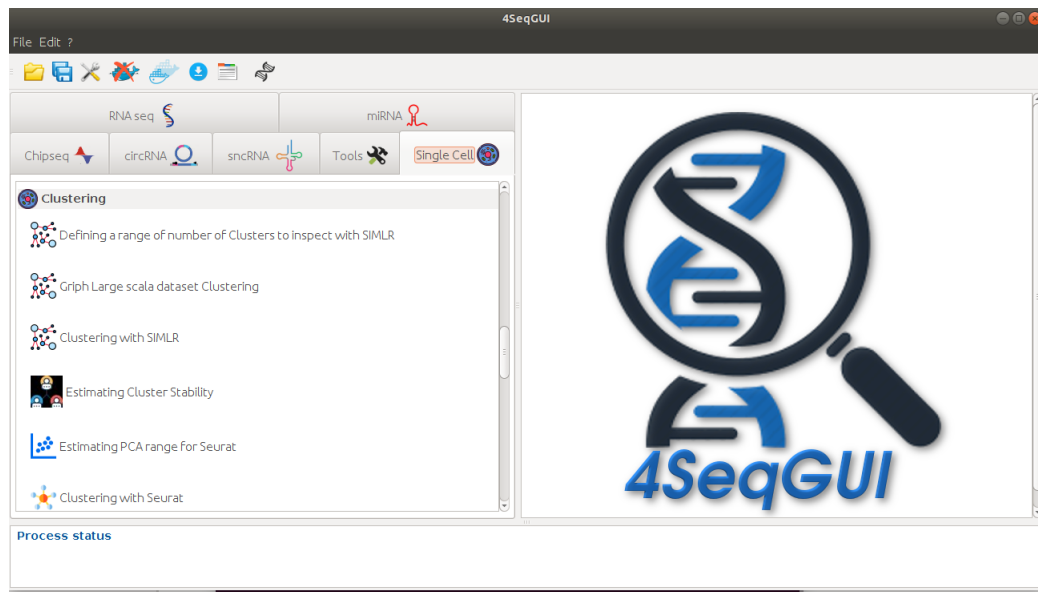 4SeqGUI
File Edit ?
RNA seq
miRNA
Chipseq
circRNA
sncRNA
Tools
Single Cell
Clustering
Defining a range of number of Clusters to inspect with SIMLR
Griph Large scala dataset Clustering
Clustering with SIMLR
Estimating Cluster Stability
Estimating PCA range for Seurat
Clustering with Seurat
4SeqGUI
Process status